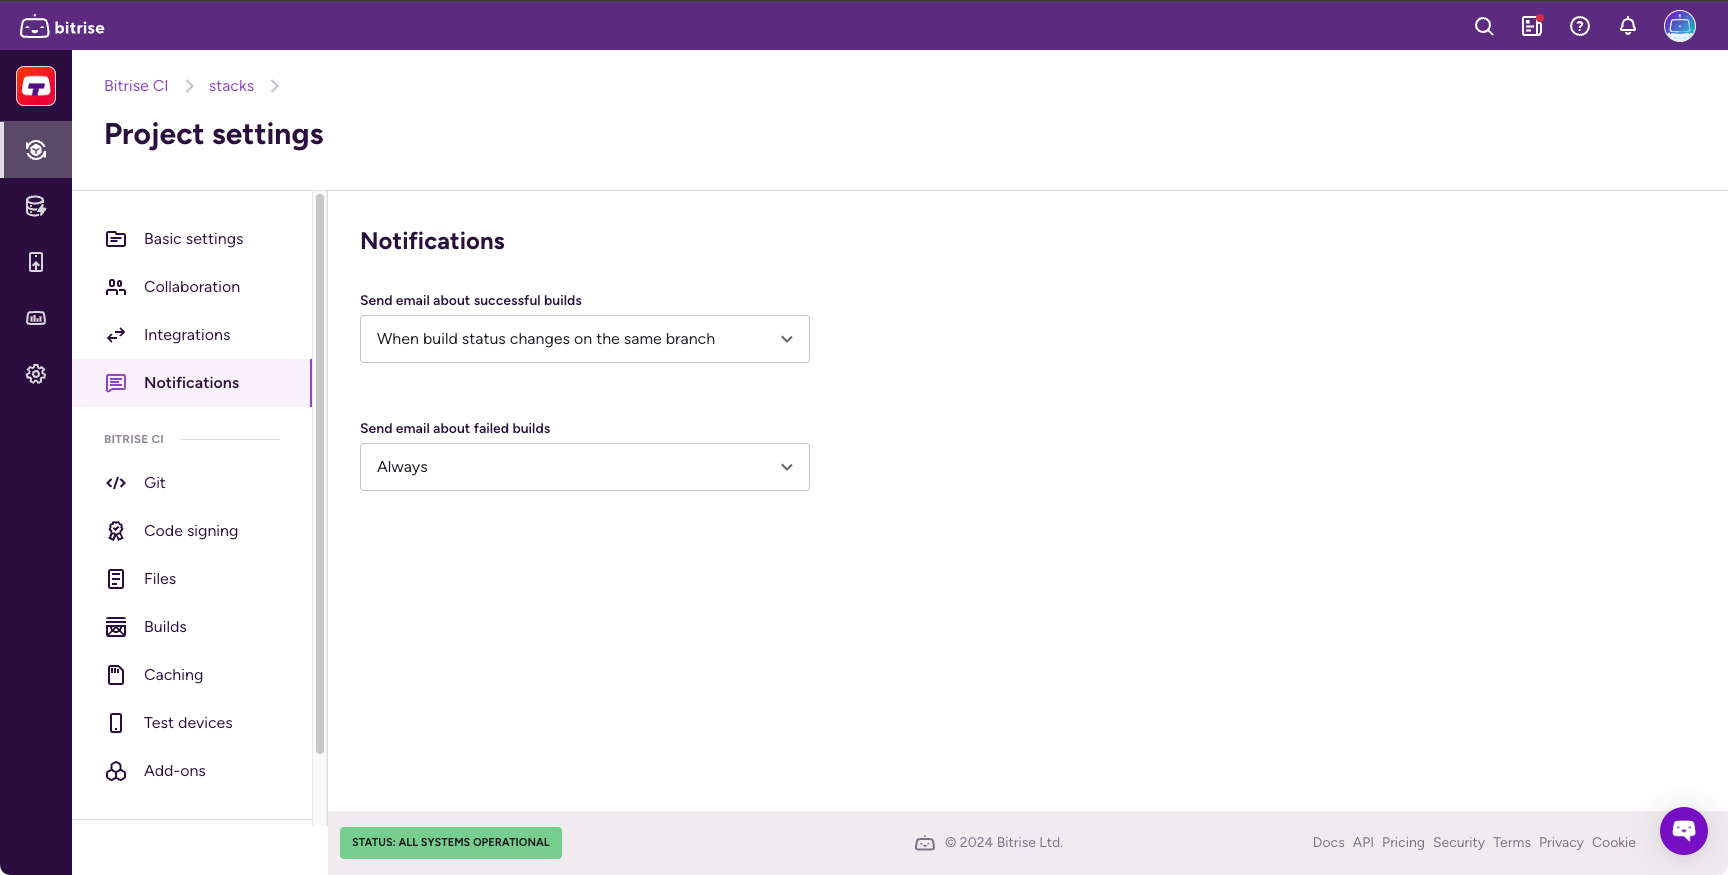 bitrise
Bitrise CI
stacks
Project settings
Basic settings
Collaboration
Integrations
Notifications
BITRISE CI
Git
Code signing
Files
Builds
Caching
Test devices
Add-ons
Notifications
Send email about successful builds
When build status changes on the same branch
Send email about failed builds
Always
STATUS: ALL SYSTEMS OPERATIONAL
© 2024 Bitrise Ltd.
Docs API Pricing Security Terms Privacy Cookie